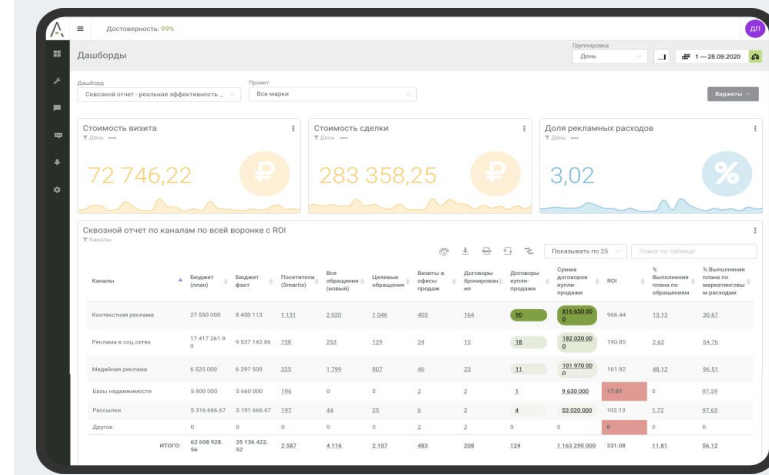 Достоверность: 99%
ДП
Дашборды
Группировка
День
1 — 28.09.2020
Дашборд
Проект
Сквозной отчет - реальная эффективность ...
Все марки
Виджеты
Стоимость визита
День
72 746,22
Стоимость сделки
День
283 358,25
Доля рекламных расходов
День
3,02
%
Сквозной отчет по каналам по всей воронке с ROI
Каналы
Показывать по 25
Поиск по таблице
Каналы
Бюджет (план)
Бюджет факт
Посетители (Smartis)
Все обращения (новый)
Целевые обращения
Визиты в офисы продаж
Договоры бронирования
Договоры купли-продажи
Сумма договоров купли-продажи
ROI
% Выполнения плана по обращениям
% Выполнения плана по маркетинговым расходам
Контекстная реклама 27 550 000 8 450 113 1 131 2 020 1 046 403 164 90 816 650 000 966.44 13.12 30.67
Реклама в соц.сетях 17 417 261.90 9 537 142.86 738 253 129 24 15 18 182 020 000 190.85 2.62 54.76
Медийная реклама 6 525 000 6 297 500 325 1 799 907 46 23 11 101 970 000 161.92 48.12 96.51
Базы недвижимости 5 800 000 5 660 000 196 0 0 2 2 1 9 630 000 17.01 0 97.59
Рассылки 5 316 666.67 5 191 666.67 197 44 25 6 2 4 53 020 000 102.13 1.72 97.65
Другое 0 0 0 0 0 2 2 0 0 0 0 0
ИТОГО: 62 608 928.56 35 136 422.52 2 587 4 116 2 107 483 208 124 1 163 290 000 331.08 11.81 56.12